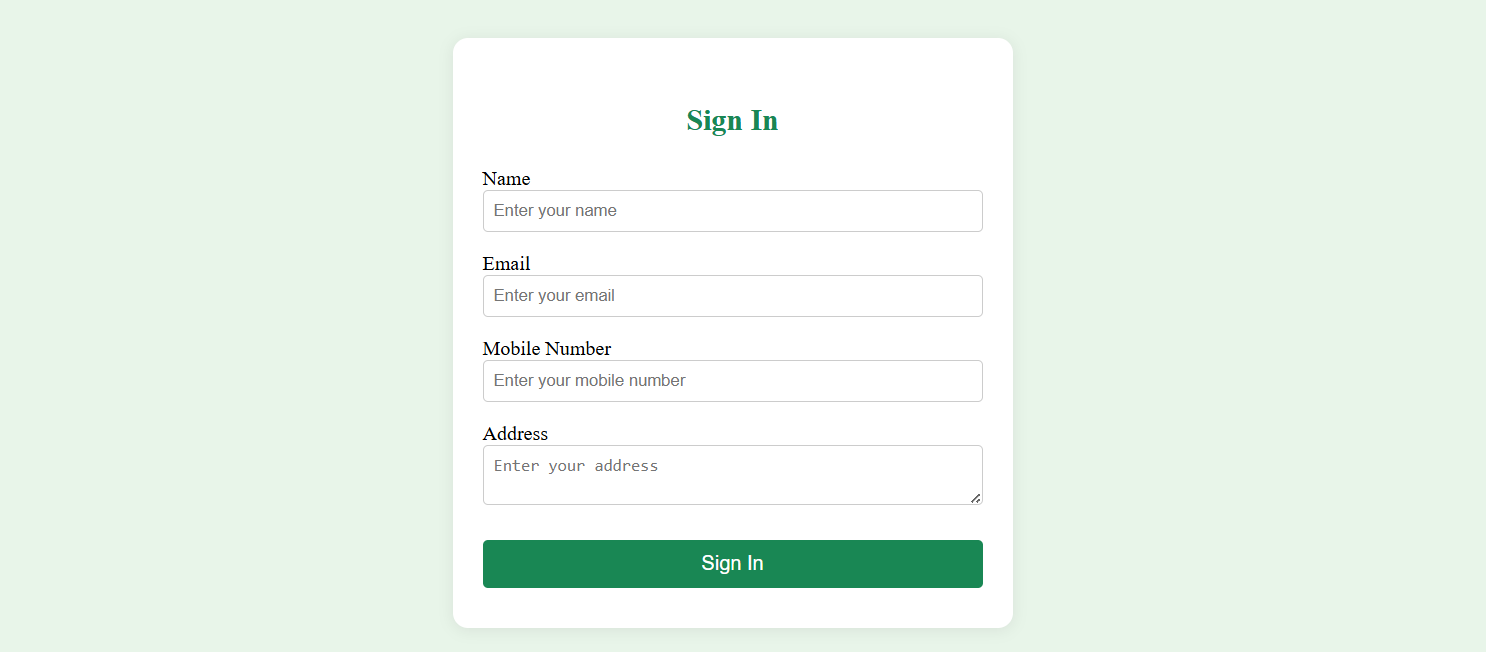 Sign In
Name
Enter your name
Email
Enter your email
Mobile Number
Enter your mobile number
Address
Enter your address
Sign In